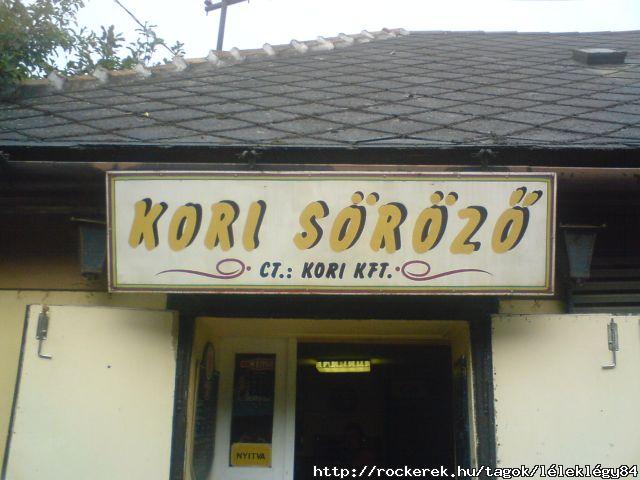 KORI SÖRÖZŐ
CT.: KORI KFT.
NYITVA
http://rockerek.hu/tagok/léleklégy84